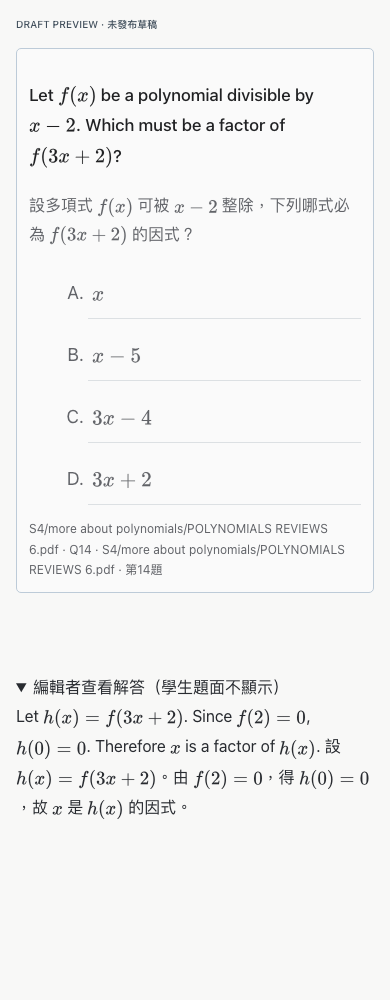 DRAFT PREVIEW · 未發布草稿
Let f(x) be a polynomial divisible by
x − 2. Which must be a factor of
f(3x + 2)?
設多項式 f(x) 可被 x − 2 整除，下列哪式必
為 f(3x + 2) 的因式？
A. x
B. x − 5
C. 3x − 4
D. 3x + 2
S4/more about polynomials/POLYNOMIALS REVIEWS
6.pdf · Q14 · S4/more about polynomials/POLYNOMIALS
REVIEWS 6.pdf · 第14題
▼ 編輯者查看解答（學生題面不顯示）
Let h(x) = f(3x + 2). Since f(2) = 0,
h(0) = 0. Therefore x is a factor of h(x). 設
h(x) = f(3x + 2)。由 f(2) = 0，得 h(0) = 0
，故 x 是 h(x) 的因式。